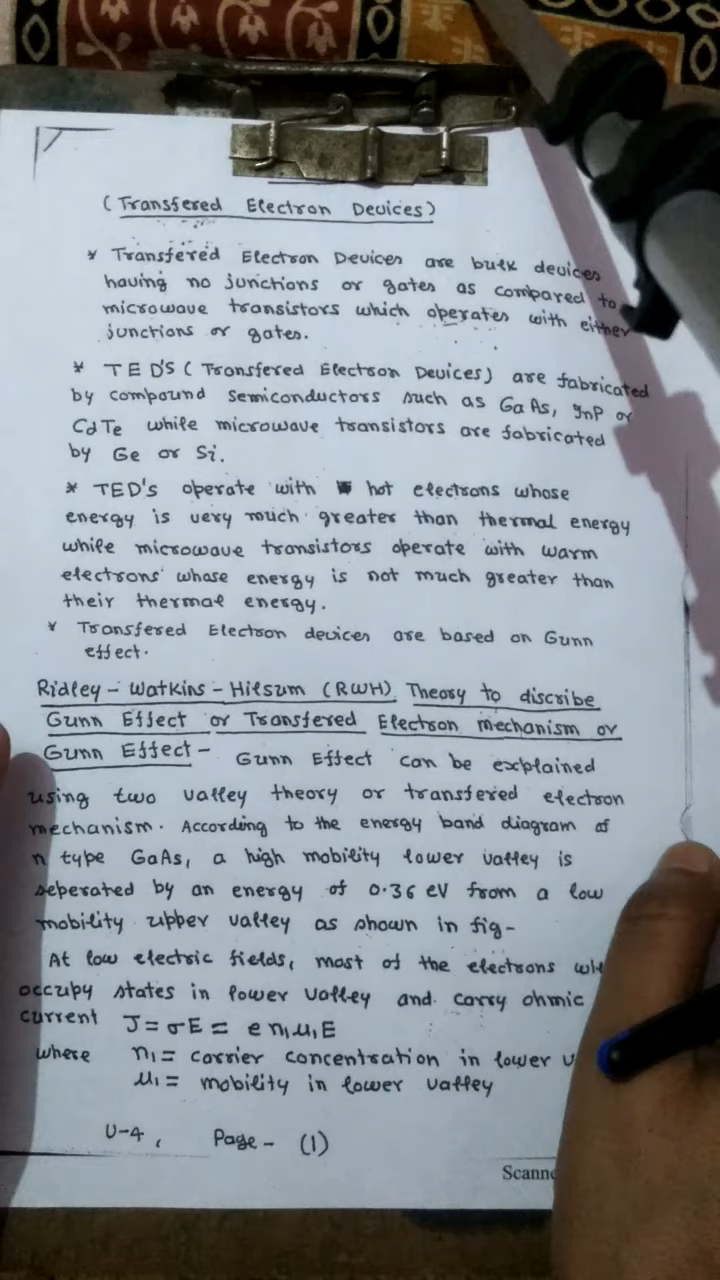 (Transfered Electron Devices)
* Transfered Electron Devices are bulk devices
having no junctions or gates as compared to
microwave transistors which operates with either
junctions or gates.
* TED'S (Transfered Electron Devices) are fabricated
by compound semiconductors such as GaAs, InP or
CdTe while microwave transistors are fabricated
by Ge or Si.
* TED's operate with hot electrons whose
energy is very much greater than thermal energy
while microwave transistors operate with warm
electrons whose energy is not much greater than
their thermal energy.
* Transfered Electron devices are based on Gunn
effect.
Ridley-Watkins-Hilsum (RWH) Theory to discribe
Gunn Effect or Transfered Electron mechanism or
Gunn Effect- Gunn Effect can be explained
using two valley theory or transfered electron
mechanism. According to the energy band diagram of
n type GaAs, a high mobility lower valley is
seperated by an energy of 0.36 eV from a low
mobility upper valley as shown in fig-
At low electric fields, most of the electrons
occupy states in lower valley and carry ohmic
current J=σE= en₁μ₁E
where n₁= carrier concentration in lower
μ₁= mobility in lower valley
U-4, Page- (1)
Scanne